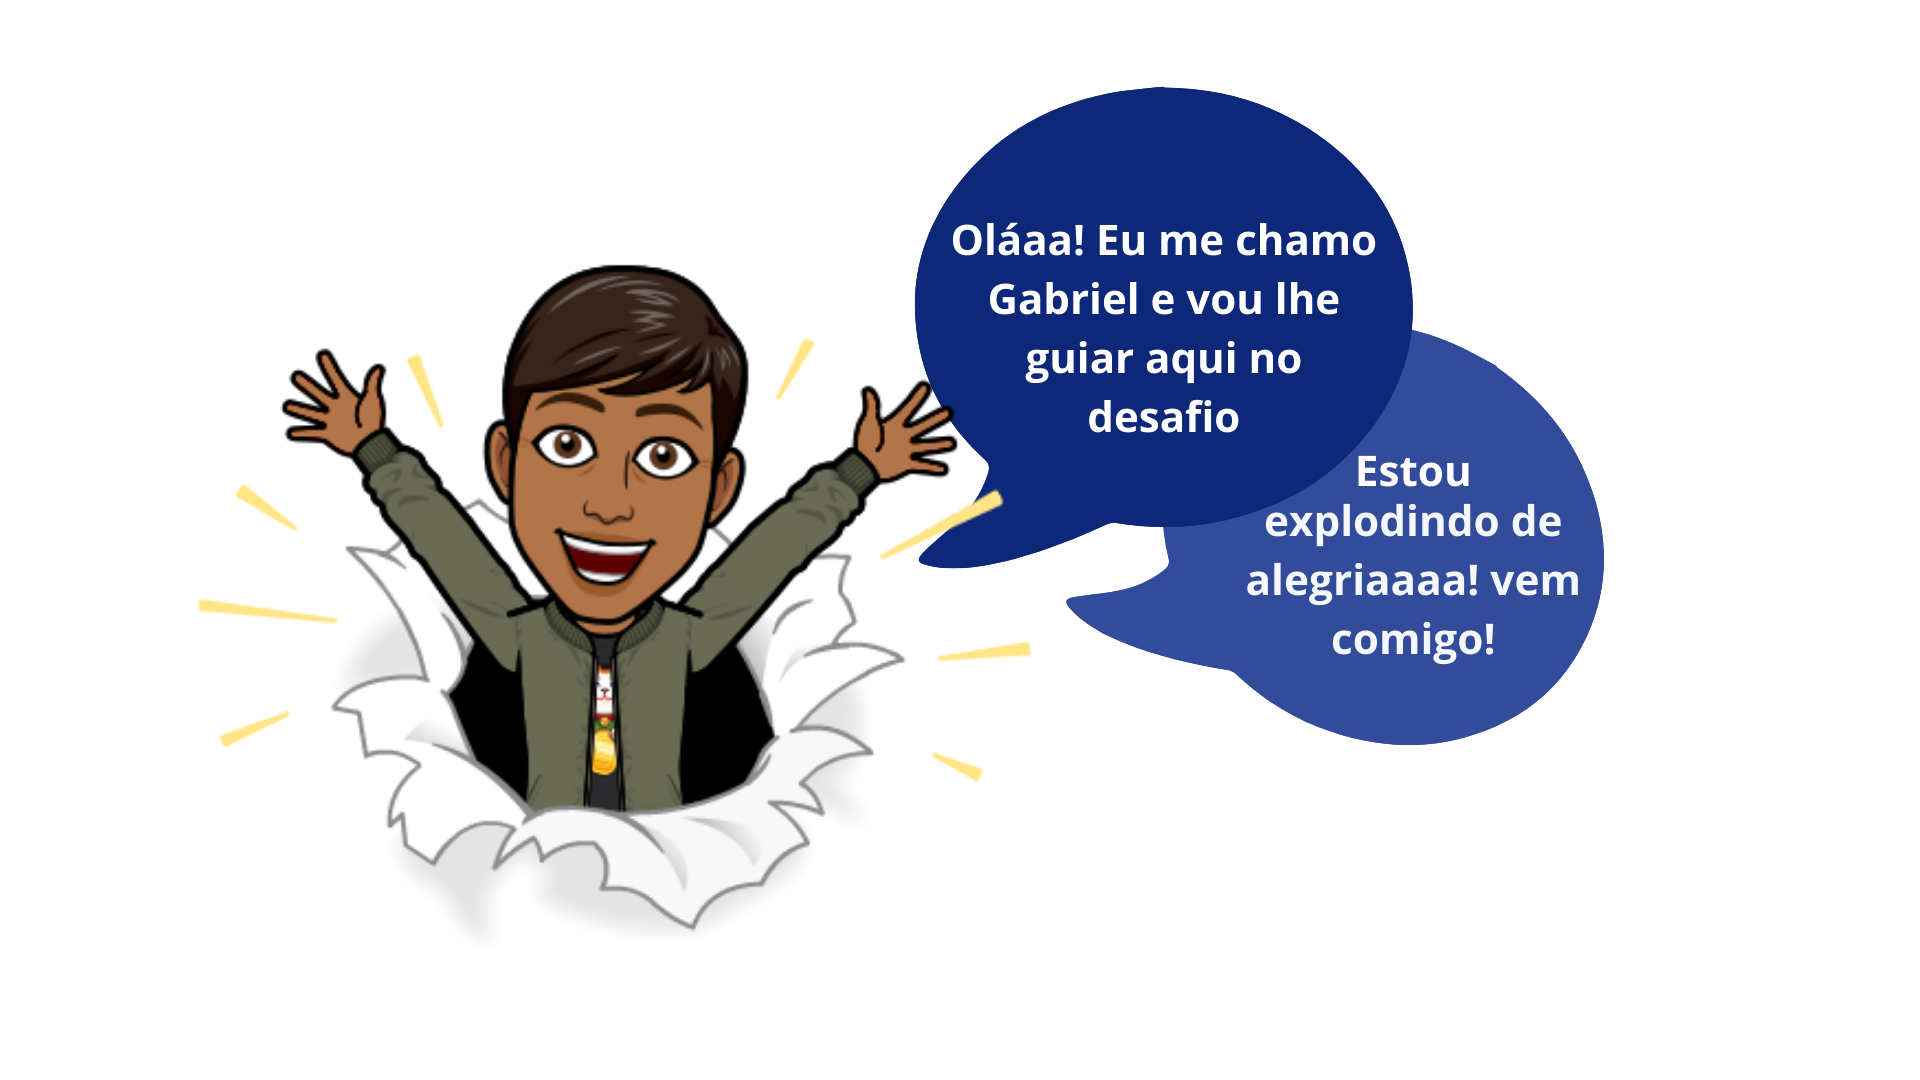 Oláaa! Eu me chamo
Gabriel e vou lhe
guiar aqui no
desafio
Estou
explodindo de
alegriaaaa! vem
comigo!